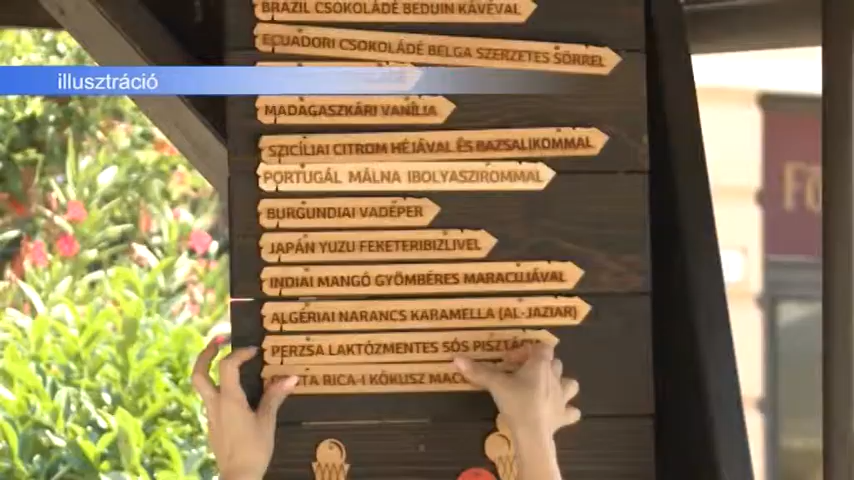 BRAZIL CSOKOLÁDÉ BEDUIN KÁVÉVAL
ECUADORI CSOKOLÁDÉ BELGA SZERZETES SÖRREL
illusztráció
MADAGASZKÁRI VANÍLIA
SZICÍLIAI CITROM HÉJÁVAL ÉS BAZSALIKOMMAL
PORTUGÁL MÁLNA IBOLYASZIROMMAL
BURGUNDIAI VADEPER
JAPÁN YUZU FEKETERIBIZLIVEL
INDIAI MANGÓ GYÖMBÉRES MARACUJÁVAL
ALGÉRIAI NARANCS KARAMELLA (AL-JAZIAR)
PERZSA LAKTÓZMENTES SÓS PISZTÁCIA
RICA-I KÓKUSZ